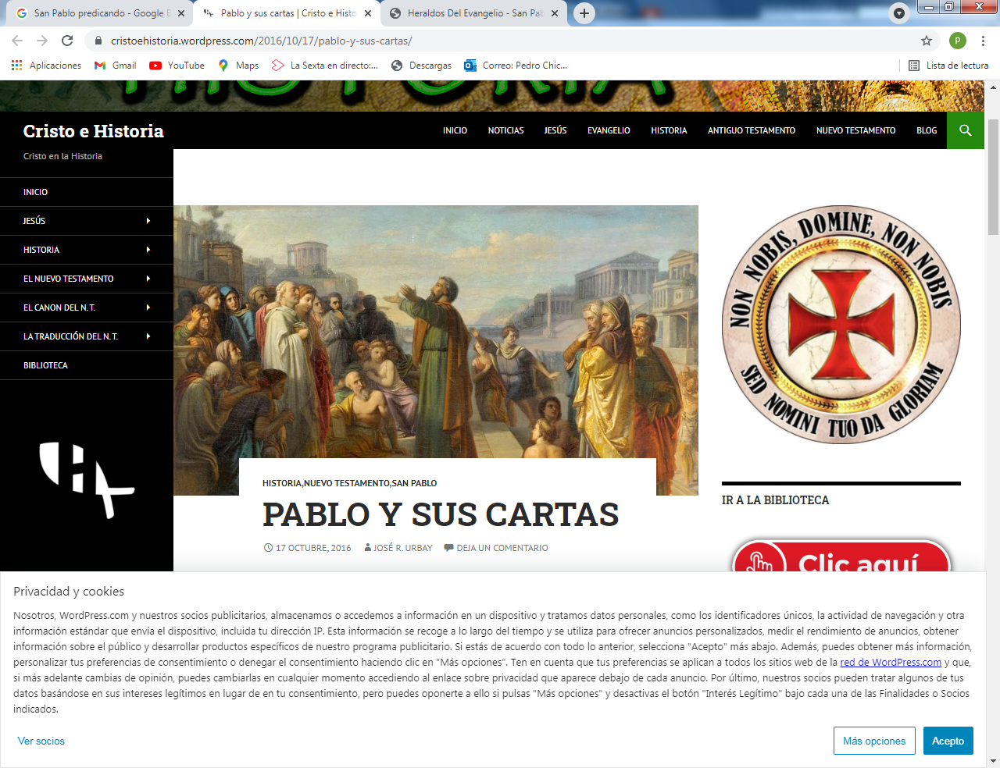 San Pablo predicando - Google B
Pablo y sus cartas | Cristo e Histo
Heraldos Del Evangelio - San Pab
cristoehistoria.wordpress.com/2016/10/17/pablo-y-sus-cartas/
P
Aplicaciones
Gmail
YouTube
Maps
La Sexta en directo:...
Descargas
Correo: Pedro Chic...
Lista de lectura
HISTORIA
Cristo e Historia
INICIO NOTICIAS JESÚS EVANGELIO HISTORIA ANTIGUO TESTAMENTO NUEVO TESTAMENTO BLOG
Cristo en la Historia
INICIO
JESÚS
HISTORIA
EL NUEVO TESTAMENTO
EL CANON DEL N. T.
LA TRADUCCIÓN DEL N. T.
BIBLIOTECA
NON NOBIS, DOMINE, NON NOBIS
SED NOMINI TUO DA GLORIAM
HISTORIA,NUEVO TESTAMENTO,SAN PABLO
PABLO Y SUS CARTAS
17 OCTUBRE, 2016 JOSÉ R. URBAY DEJA UN COMENTARIO
IR A LA BIBLIOTECA
Clic aquí
Privacidad y cookies
Nosotros, WordPress.com y nuestros socios publicitarios, almacenamos o accedemos a información en un dispositivo y tratamos datos personales, como los identificadores únicos, la actividad de navegación y otra
información estándar que envía el dispositivo, incluida tu dirección IP. Esta información se recoge a lo largo del tiempo y se utiliza para ofrecer anuncios personalizados, medir el rendimiento de anuncios, obtener
información sobre el público y desarrollar productos específicos de nuestro programa publicitario. Si estás de acuerdo con todo lo anterior, selecciona "Acepto" más abajo. Además, puedes obtener más información,
personalizar tus preferencias de consentimiento o denegar el consentimiento haciendo clic en "Más opciones". Ten en cuenta que tus preferencias se aplican a todos los sitios web de la red de WordPress.com y que,
si más adelante cambias de opinión, puedes cambiarlas en cualquier momento accediendo al enlace sobre privacidad que aparece debajo de cada anuncio. Por último, nuestros socios pueden tratar algunos de tus
datos basándose en sus intereses legítimos en lugar de en tu consentimiento, pero puedes oponerte a ello si pulsas "Más opciones" y desactivas el botón "Interés Legítimo" bajo cada una de las Finalidades o Socios
indicados.
Ver socios
Más opciones
Acepto